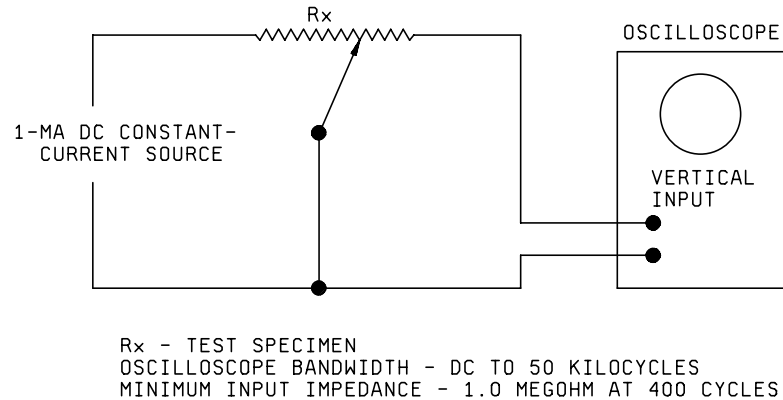 Rx
OSCILLOSCOPE
1-MA DC CONSTANT-
CURRENT SOURCE
VERTICAL
INPUT
Rx - TEST SPECIMEN
OSCILLOSCOPE BANDWIDTH - DC TO 50 KILOCYCLES
MINIMUM INPUT IMPEDANCE - 1.0 MEGOHM AT 400 CYCLES